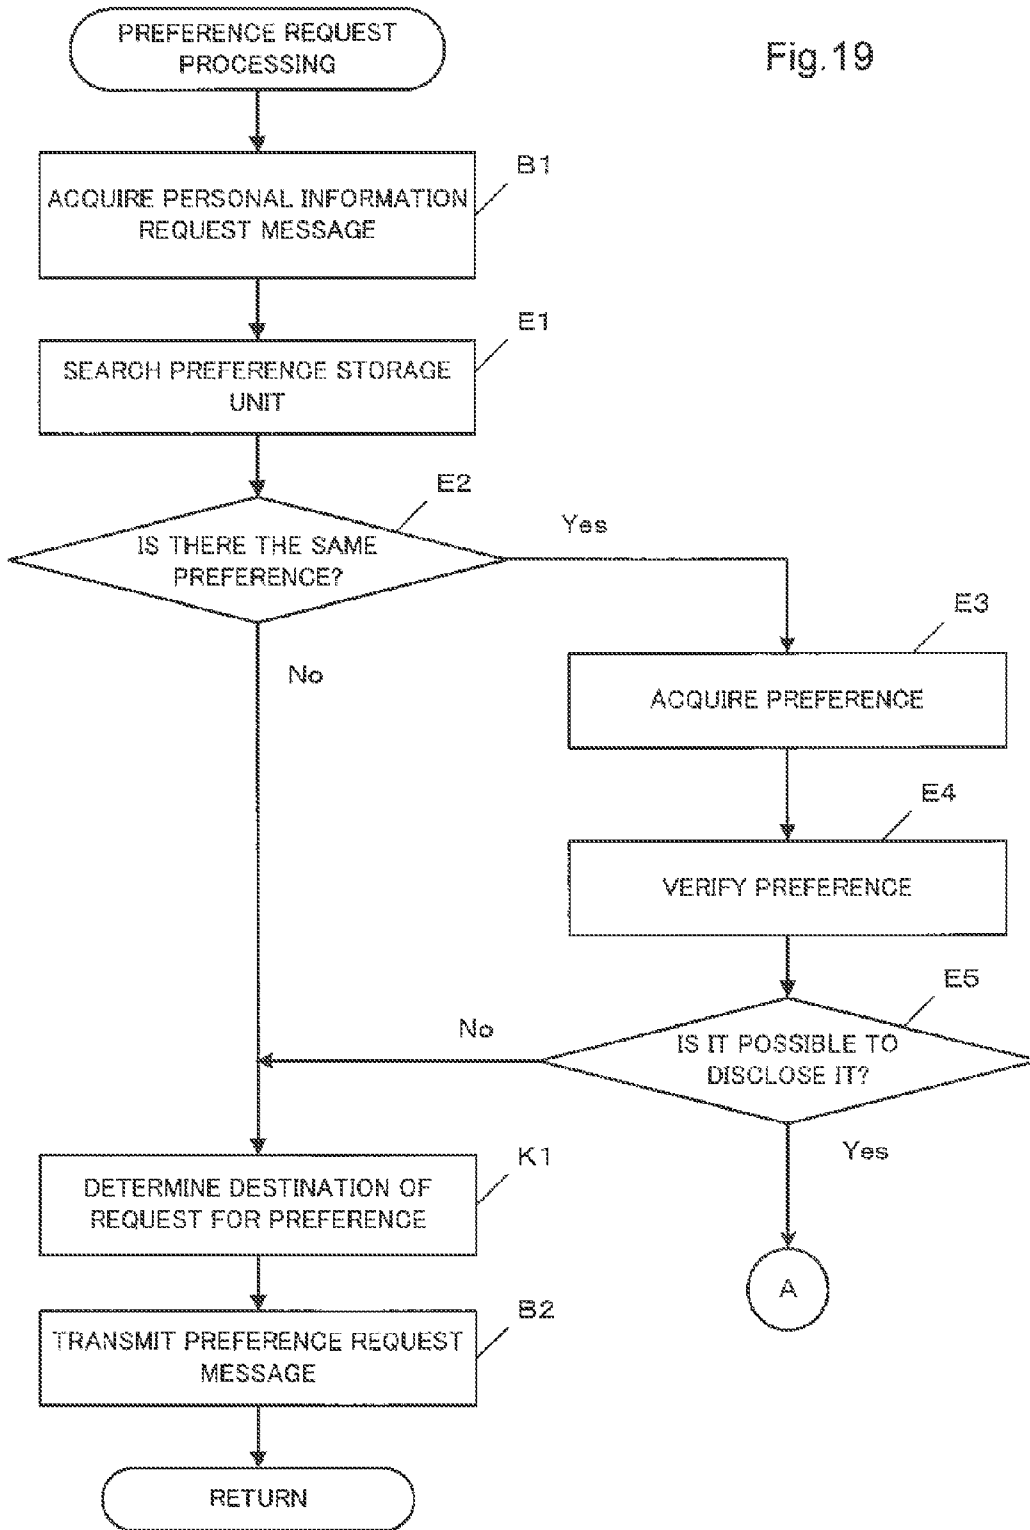 PREFERENCE REQUEST
PROCESSING
Fig.19
B1
ACQUIRE PERSONAL INFORMATION
REQUEST MESSAGE
E1
SEARCH PREFERENCE STORAGE
UNIT
E2
IS THERE THE SAME
PREFERENCE?
Yes
No
E3
ACQUIRE PREFERENCE
E4
VERIFY PREFERENCE
E5
IS IT POSSIBLE TO
DISCLOSE IT?
No
Yes
K1
DETERMINE DESTINATION OF
REQUEST FOR PREFERENCE
A
B2
TRANSMIT PREFERENCE REQUEST
MESSAGE
RETURN